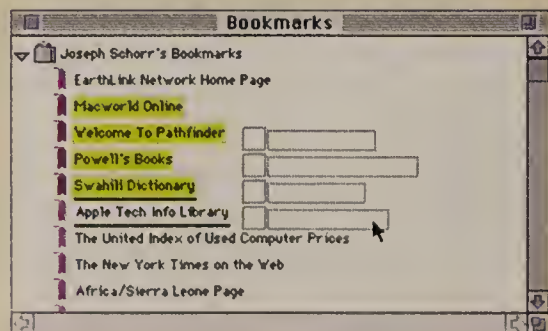 Bookmarks
Joseph Schorr's Bookmarks
EarthLink Network Home Page
Macworld Online
Welcome To Pathfinder
Powell's Books
Swahili Dictionary
Apple Tech Info Library
The United Index of Used Computer Prices
The New York Times on the Web
Africa/Sierra Leone Page